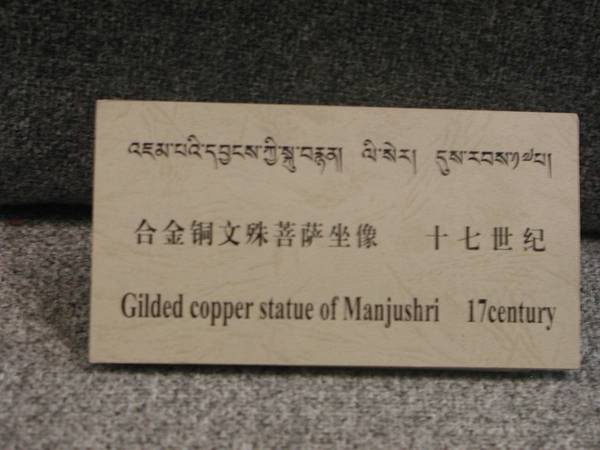 འཇམ་པའི་དབྱངས་ཀྱི་སྐུ་བརྙན། ལི་སེར། དུས་རབས་༡༧པ།
合金铜文殊菩萨坐像 十七世纪
Gilded copper statue of Manjushri 17century